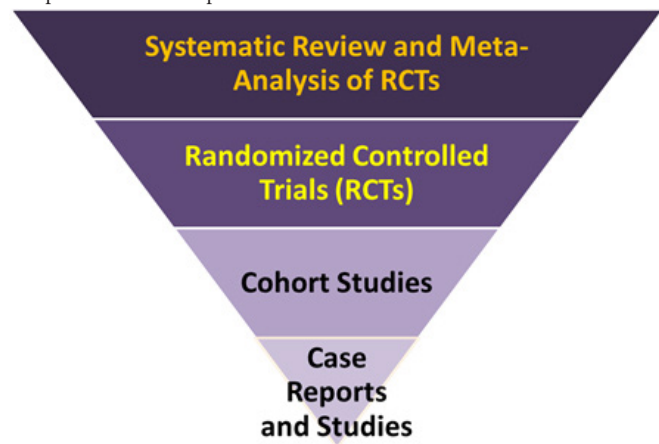 Systematic Review and Meta-
Analysis of RCTs
Randomized Controlled
Trials (RCTs)
Cohort Studies
Case
Reports
and Studies